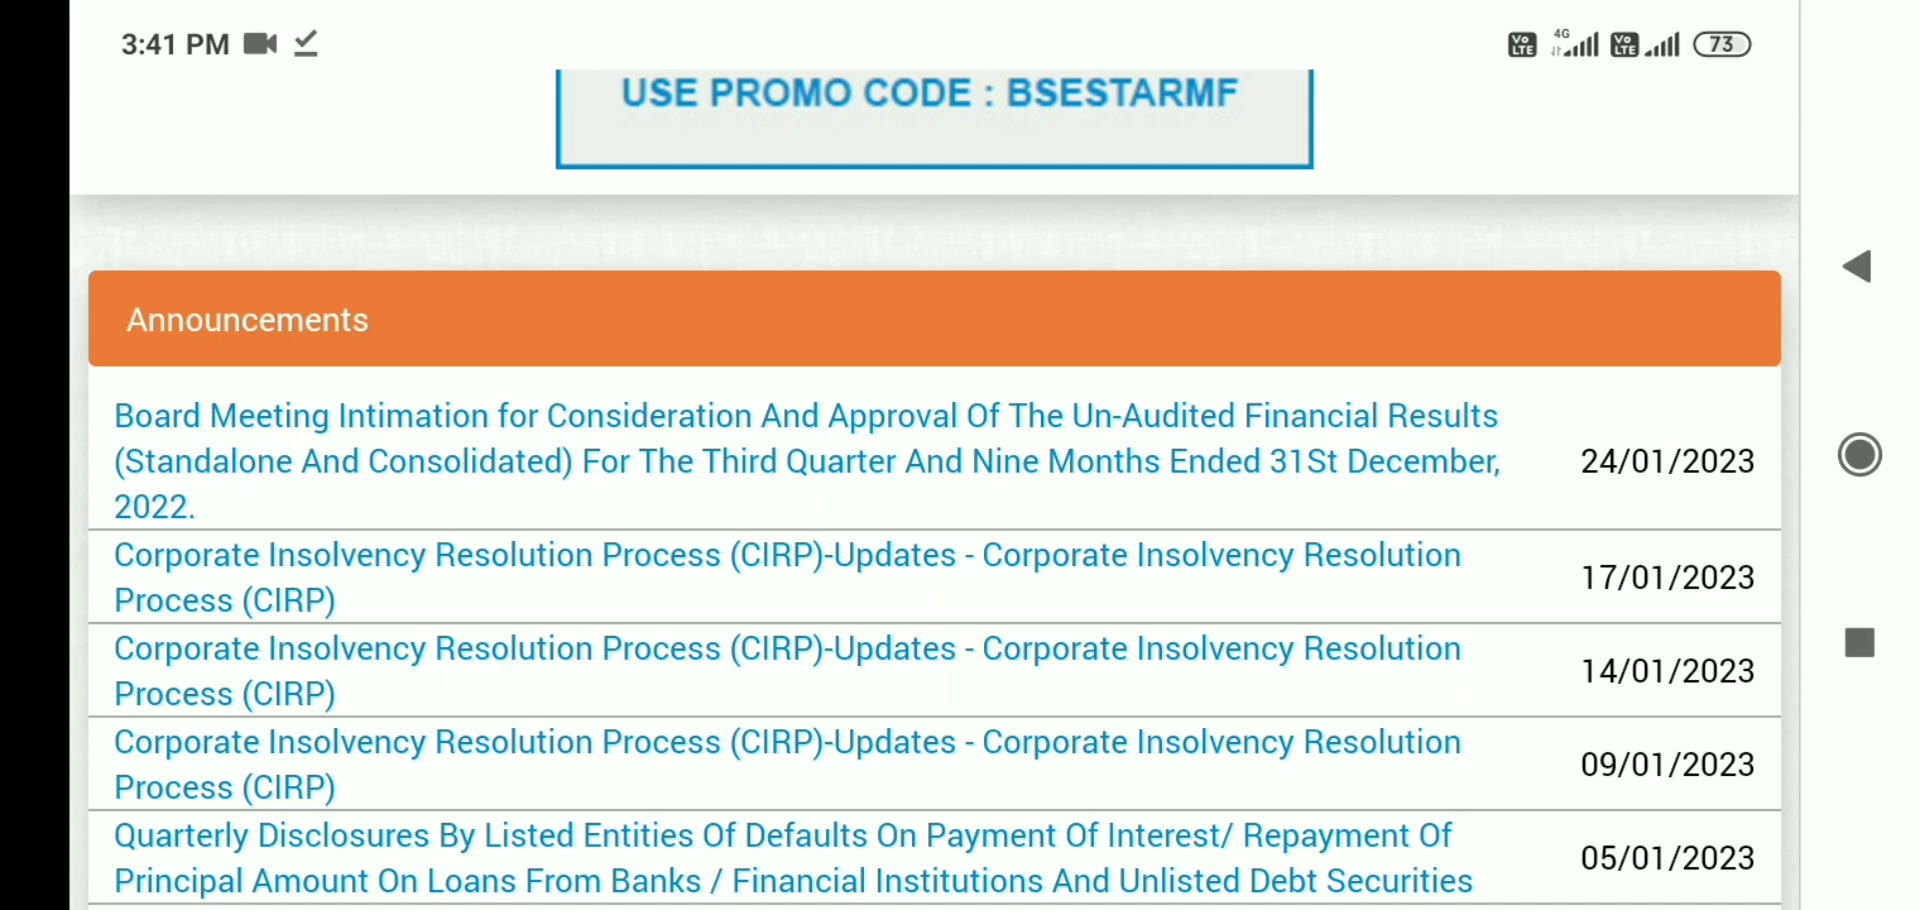 3:41 PM
Vo LTE 4G Vo LTE 73
USE PROMO CODE : BSESTARMF
Announcements
Board Meeting Intimation for Consideration And Approval Of The Un-Audited Financial Results
(Standalone And Consolidated) For The Third Quarter And Nine Months Ended 31St December,
2022.
24/01/2023
Corporate Insolvency Resolution Process (CIRP)-Updates - Corporate Insolvency Resolution
Process (CIRP)
17/01/2023
Corporate Insolvency Resolution Process (CIRP)-Updates - Corporate Insolvency Resolution
Process (CIRP)
14/01/2023
Corporate Insolvency Resolution Process (CIRP)-Updates - Corporate Insolvency Resolution
Process (CIRP)
09/01/2023
Quarterly Disclosures By Listed Entities Of Defaults On Payment Of Interest/ Repayment Of
Principal Amount On Loans From Banks / Financial Institutions And Unlisted Debt Securities
05/01/2023